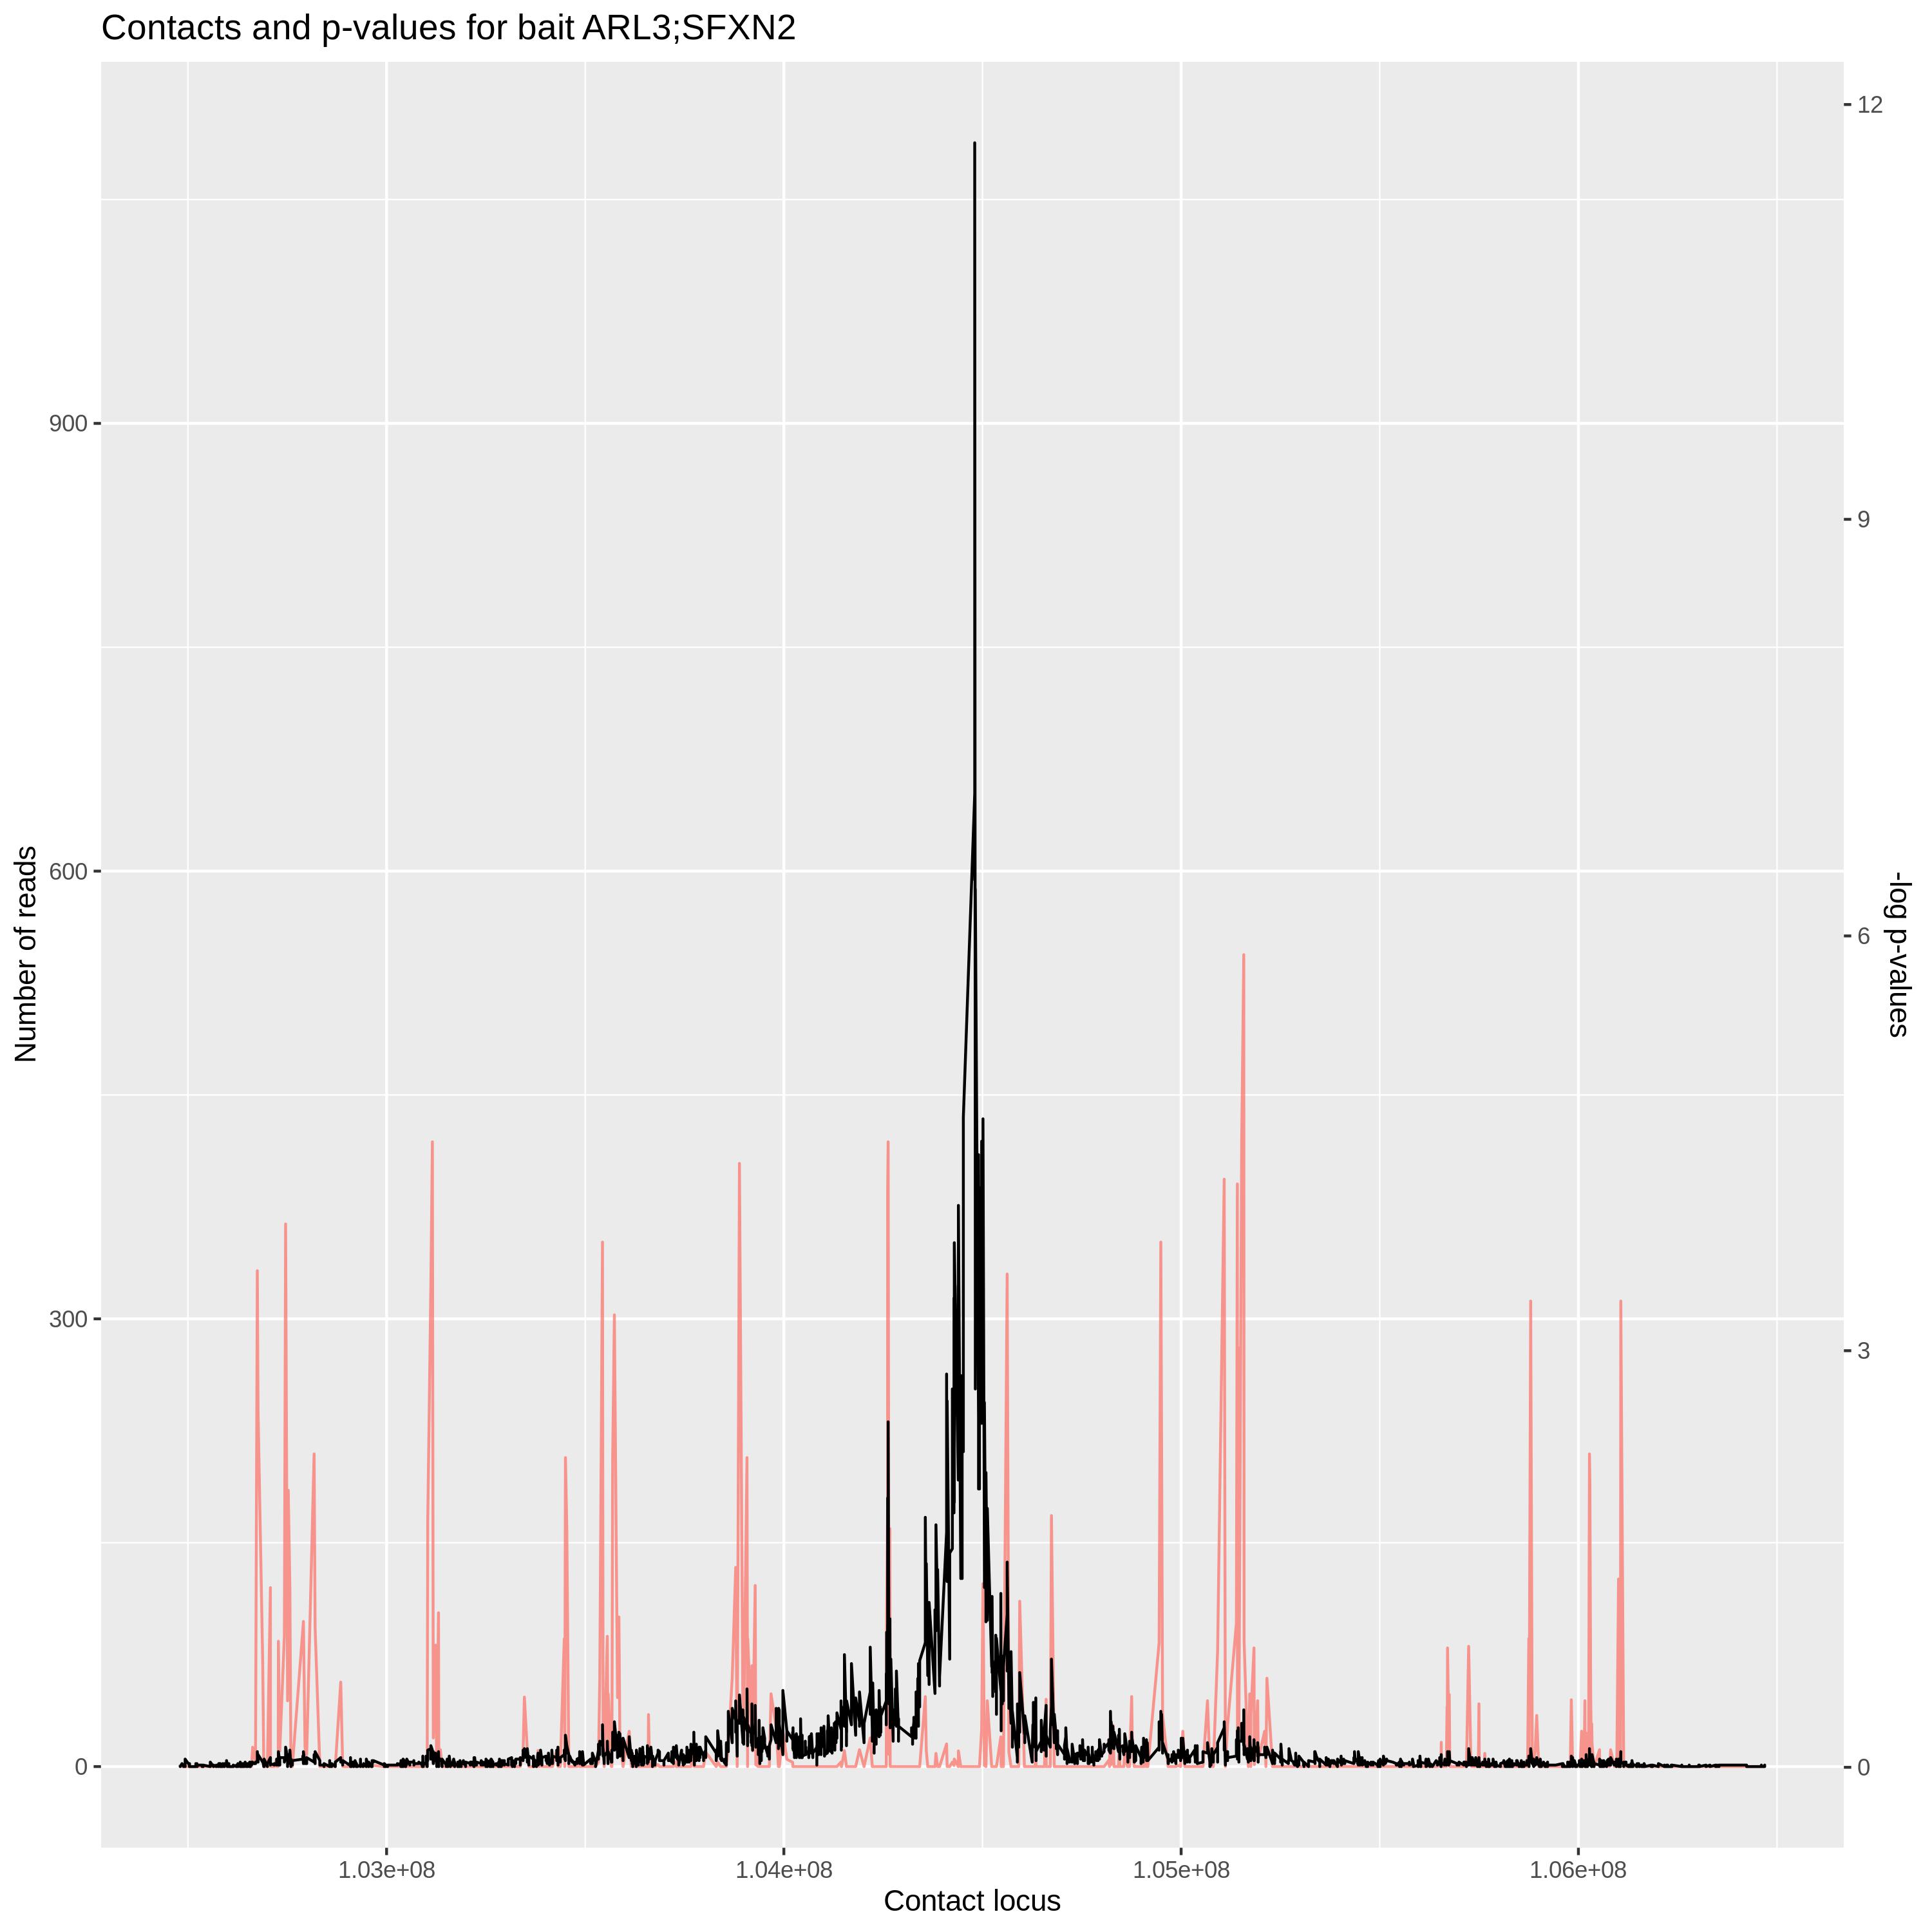 Contacts and p-values for bait ARL3;SFXN2
12
900
9
600
6
Number of reads
-log p-values
300
3
0
0
1.03e+08
1.04e+08
1.05e+08
1.06e+08
Contact locus